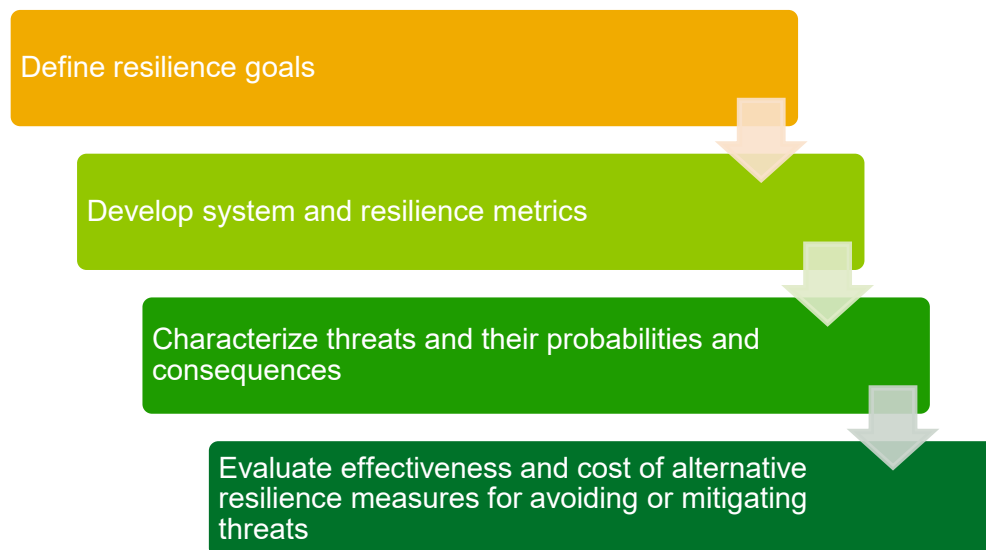 Define resilience goals
Develop system and resilience metrics
Characterize threats and their probabilities and
consequences
Evaluate effectiveness and cost of alternative
resilience measures for avoiding or mitigating
threats